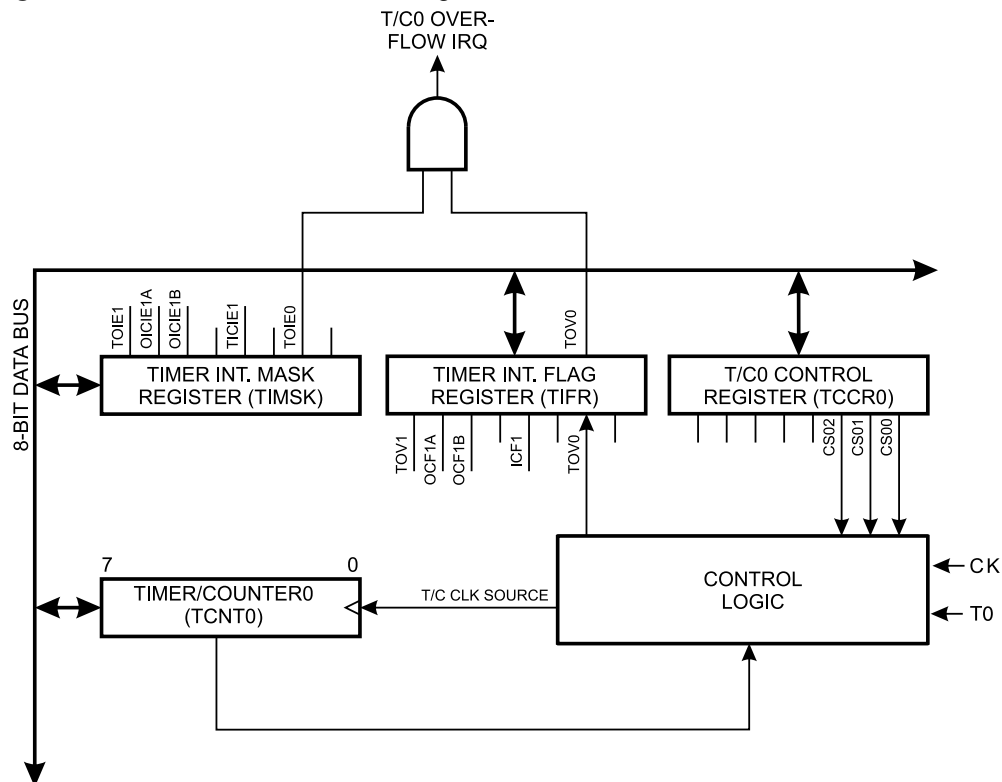 T/C0 OVER-
FLOW IRQ
8-BIT DATA BUS
TOIE1
OICIE1A
OICIE1B
TICIE1
TOIE0
TOV0
TIMER INT. MASK
REGISTER (TIMSK)
TIMER INT. FLAG
REGISTER (TIFR)
T/C0 CONTROL
REGISTER (TCCR0)
TOV1
OCF1A
OCF1B
ICF1
TOV0
CS02
CS01
CS00
7
0
TIMER/COUNTER0
(TCNT0)
T/C CLK SOURCE
CONTROL
LOGIC
CK
T0